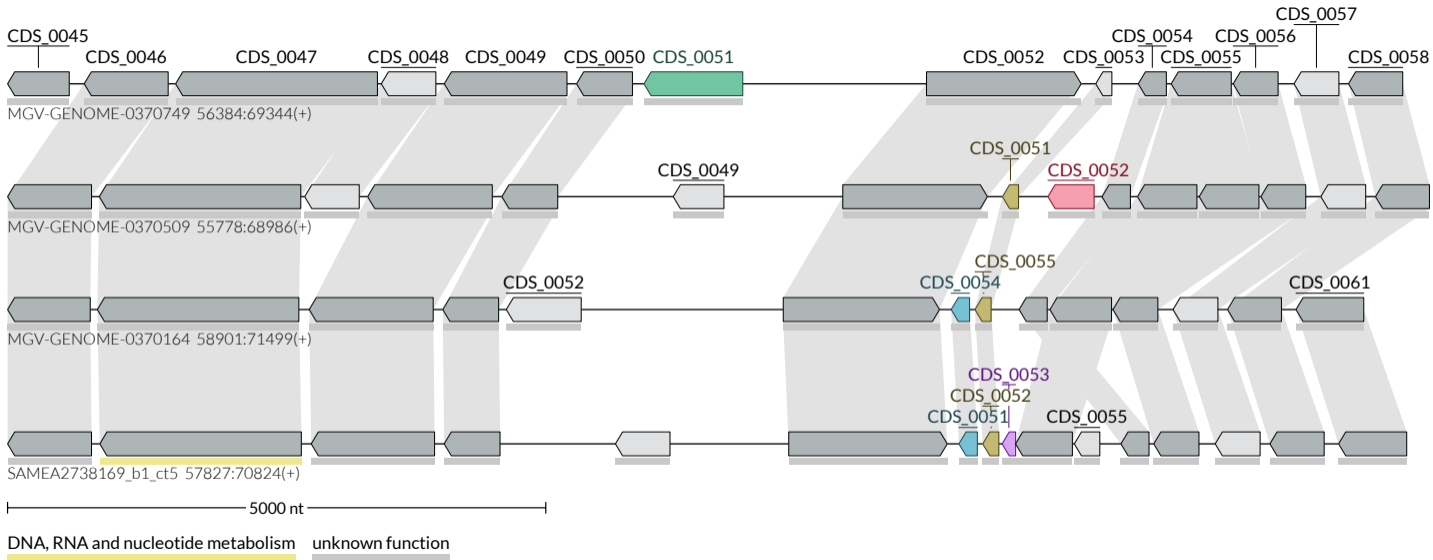 CDS_0057
CDS_0045 CDS_0054 CDS_0056
CDS_0046 CDS_0047 CDS_0048 CDS_0049 CDS_0050 CDS_0051 CDS_0052 CDS_0053 CDS_0055 CDS_0058
MGV-GENOME-0370749 56384:69344(+)
CDS_0051
CDS_0049 CDS_0052
MGV-GENOME-0370509 55778:68986(+)
CDS_0055
CDS_0052 CDS_0054 CDS_0061
MGV-GENOME-0370164 58901:71499(+)
CDS_0053
CDS_0052
CDS_0051 CDS_0055
SAMEA2738169_b1_ct5 57827:70824(+)
5000 nt
DNA, RNA and nucleotide metabolism unknown function